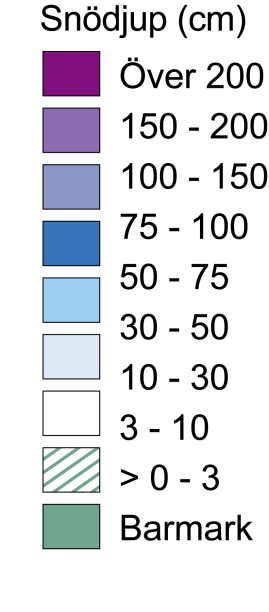 Snödjup (cm)
Över 200
150 - 200
100 - 150
75 - 100
50 - 75
30 - 50
10 - 30
3 - 10
> 0 - 3
Barmark